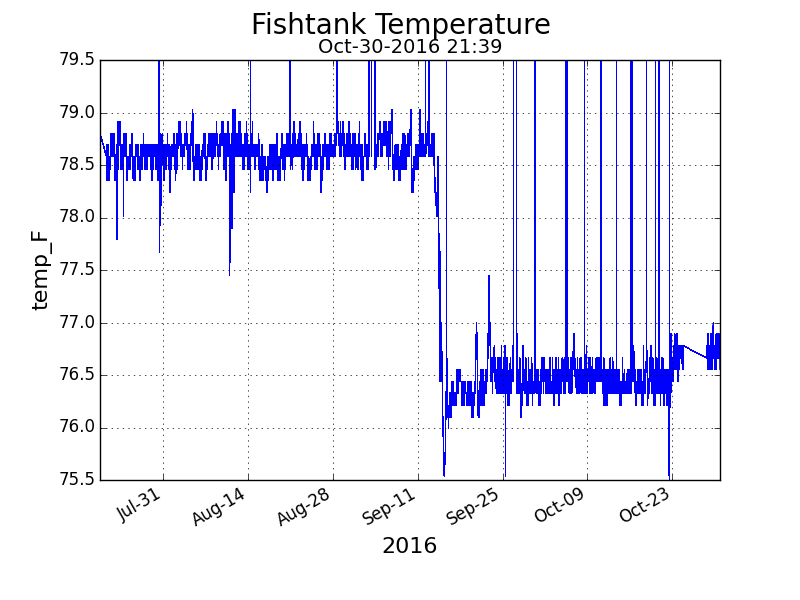 Fishtank Temperature
Oct-30-2016 21:39
79.5
79.0
78.5
78.0
77.5
77.0
76.5
76.0
75.5
temp_F
Jul-31
Aug-14
Aug-28
Sep-11
Sep-25
Oct-09
Oct-23
2016